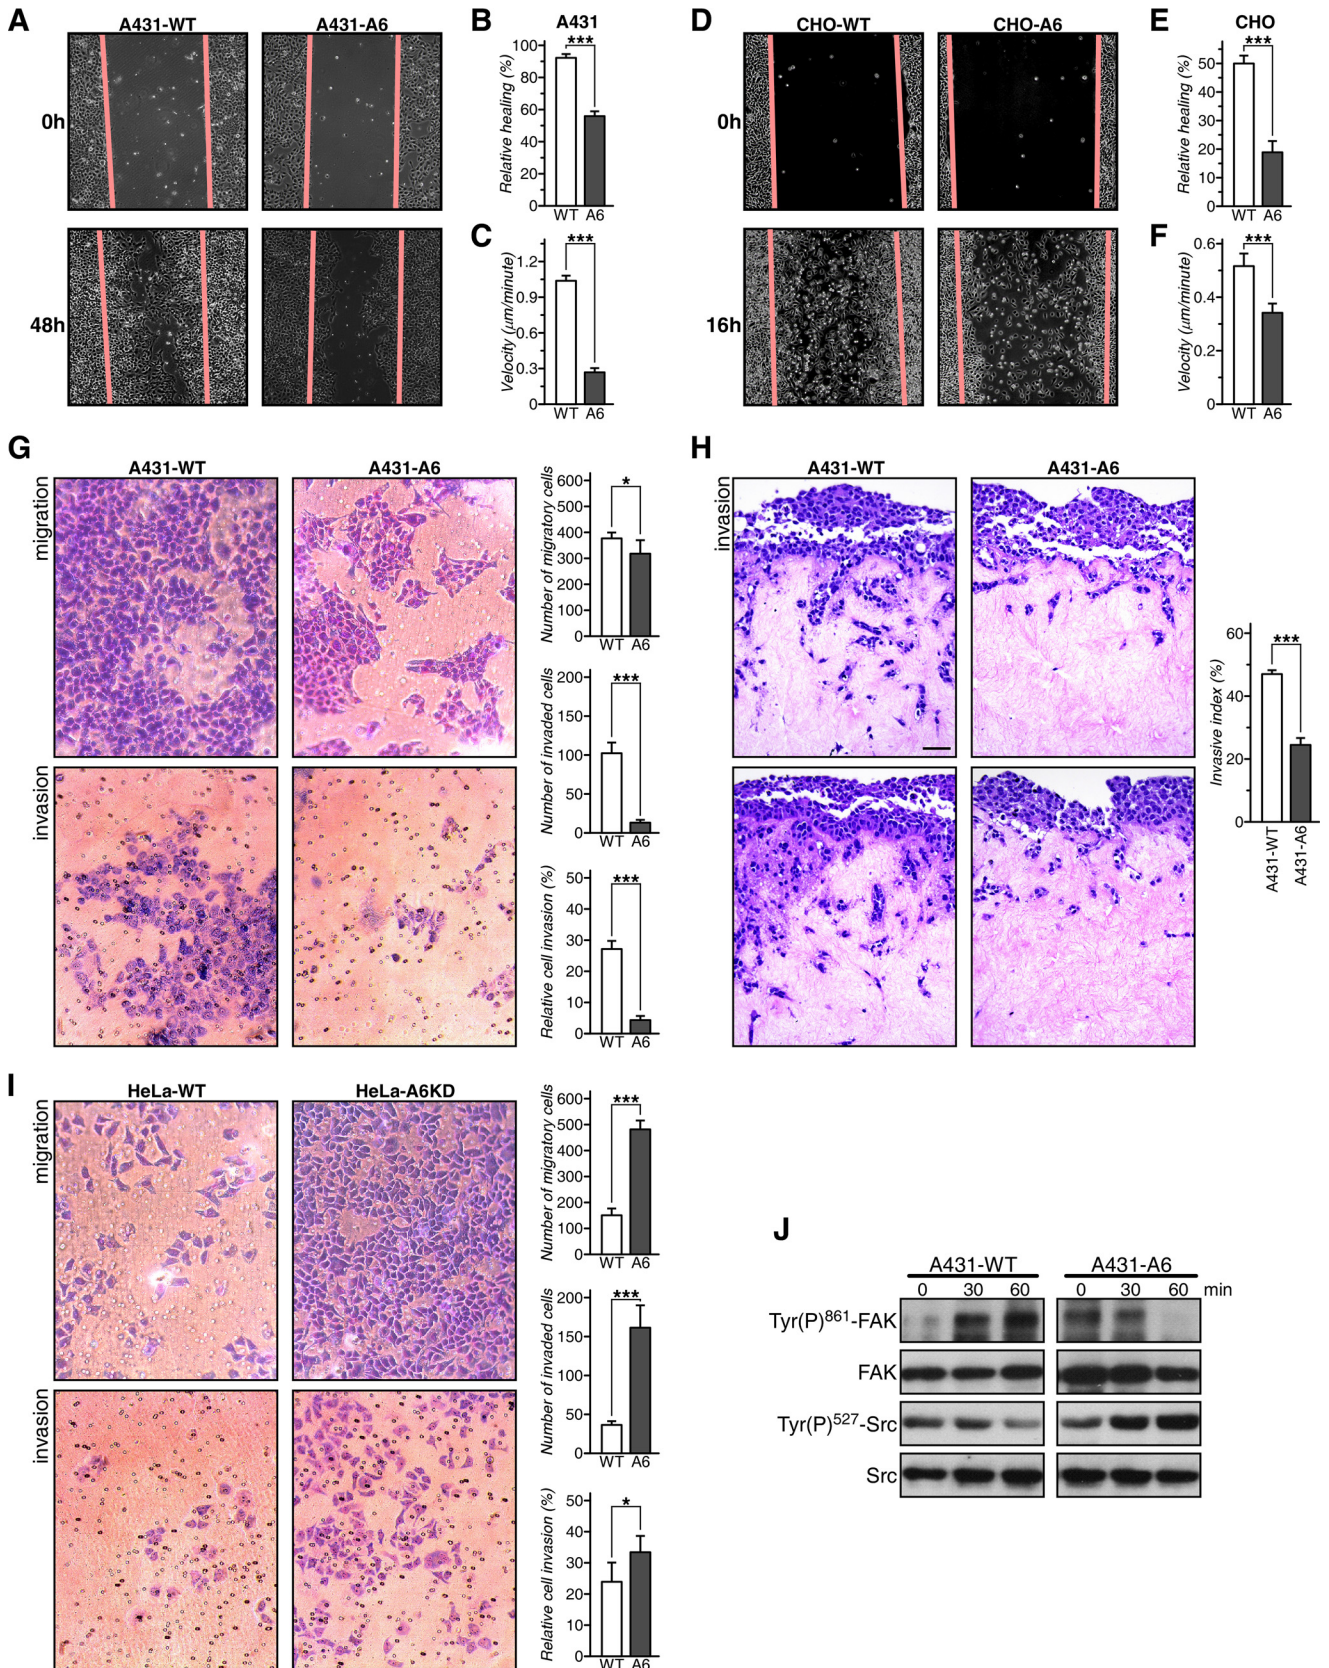 A
A431-WT
A431-A6
0h
48h
B
A431
Relative healing (%)
100
80
60
40
20
0
***
WT A6
C
Velocity (μm/minute)
1.2
0.9
0.6
0.3
0
***
WT A6
D
CHO-WT
CHO-A6
0h
16h
E
CHO
Relative healing (%)
50
40
30
20
10
0
***
WT A6
F
Velocity (μm/minute)
0.6
0.4
0.2
0
***
WT A6
G
A431-WT
A431-A6
migration
invasion
Number of migratory cells
600
500
400
300
200
100
0
*
WT A6
Number of invaded cells
200
150
100
50
0
***
WT A6
Relative cell invasion (%)
50
40
30
20
10
0
***
WT A6
H
A431-WT
A431-A6
invasion
Invasive index (%)
60
40
20
0
***
A431-WT
A431-A6
I
HeLa-WT
HeLa-A6KD
migration
invasion
Number of migratory cells
600
500
400
300
200
100
0
***
WT A6
Number of invaded cells
200
150
100
50
0
***
WT A6
Relative cell invasion (%)
50
40
30
20
10
0
*
WT A6
J
A431-WT
A431-A6
0 30 60 0 30 60 min
Tyr(P)861-FAK
FAK
Tyr(P)527-Src
Src